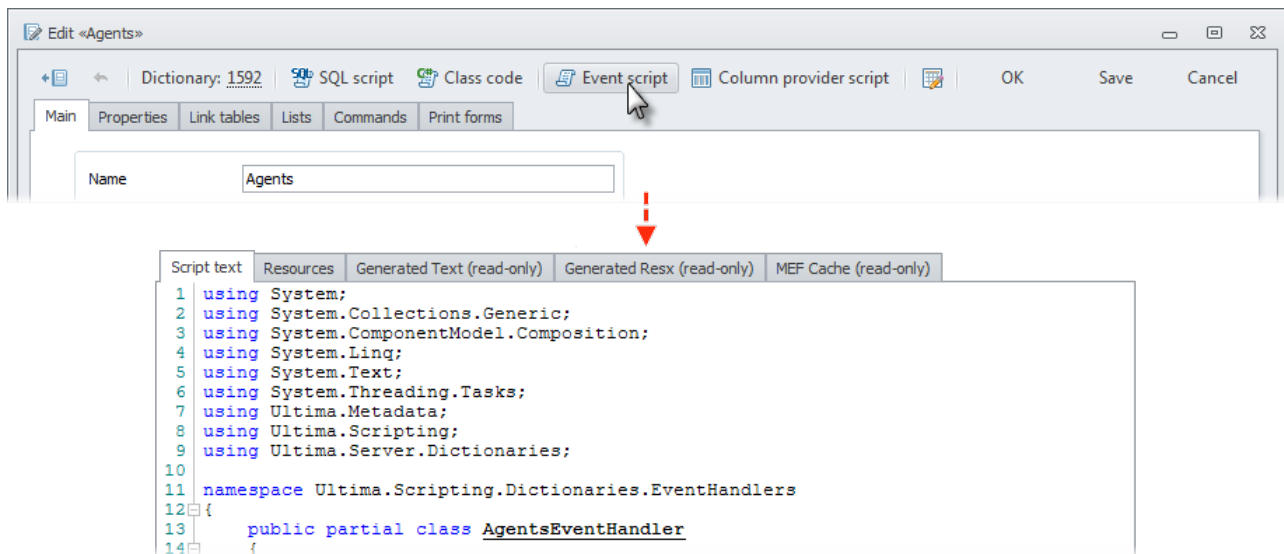 Edit «Agents»
Dictionary: 1592 SQL script Class code Event script Column provider script OK Save Cancel
Main Properties Link tables Lists Commands Print forms
Name Agents
Script text Resources Generated Text (read-only) Generated Resx (read-only) MEF Cache (read-only)
1 using System;
2 using System.Collections.Generic;
3 using System.ComponentModel.Composition;
4 using System.Linq;
5 using System.Text;
6 using System.Threading.Tasks;
7 using Ultima.Metadata;
8 using Ultima.Scripting;
9 using Ultima.Server.Dictionaries;
10
11 namespace Ultima.Scripting.Dictionaries.EventHandlers
12 {
13 public partial class AgentsEventHandler
14 {